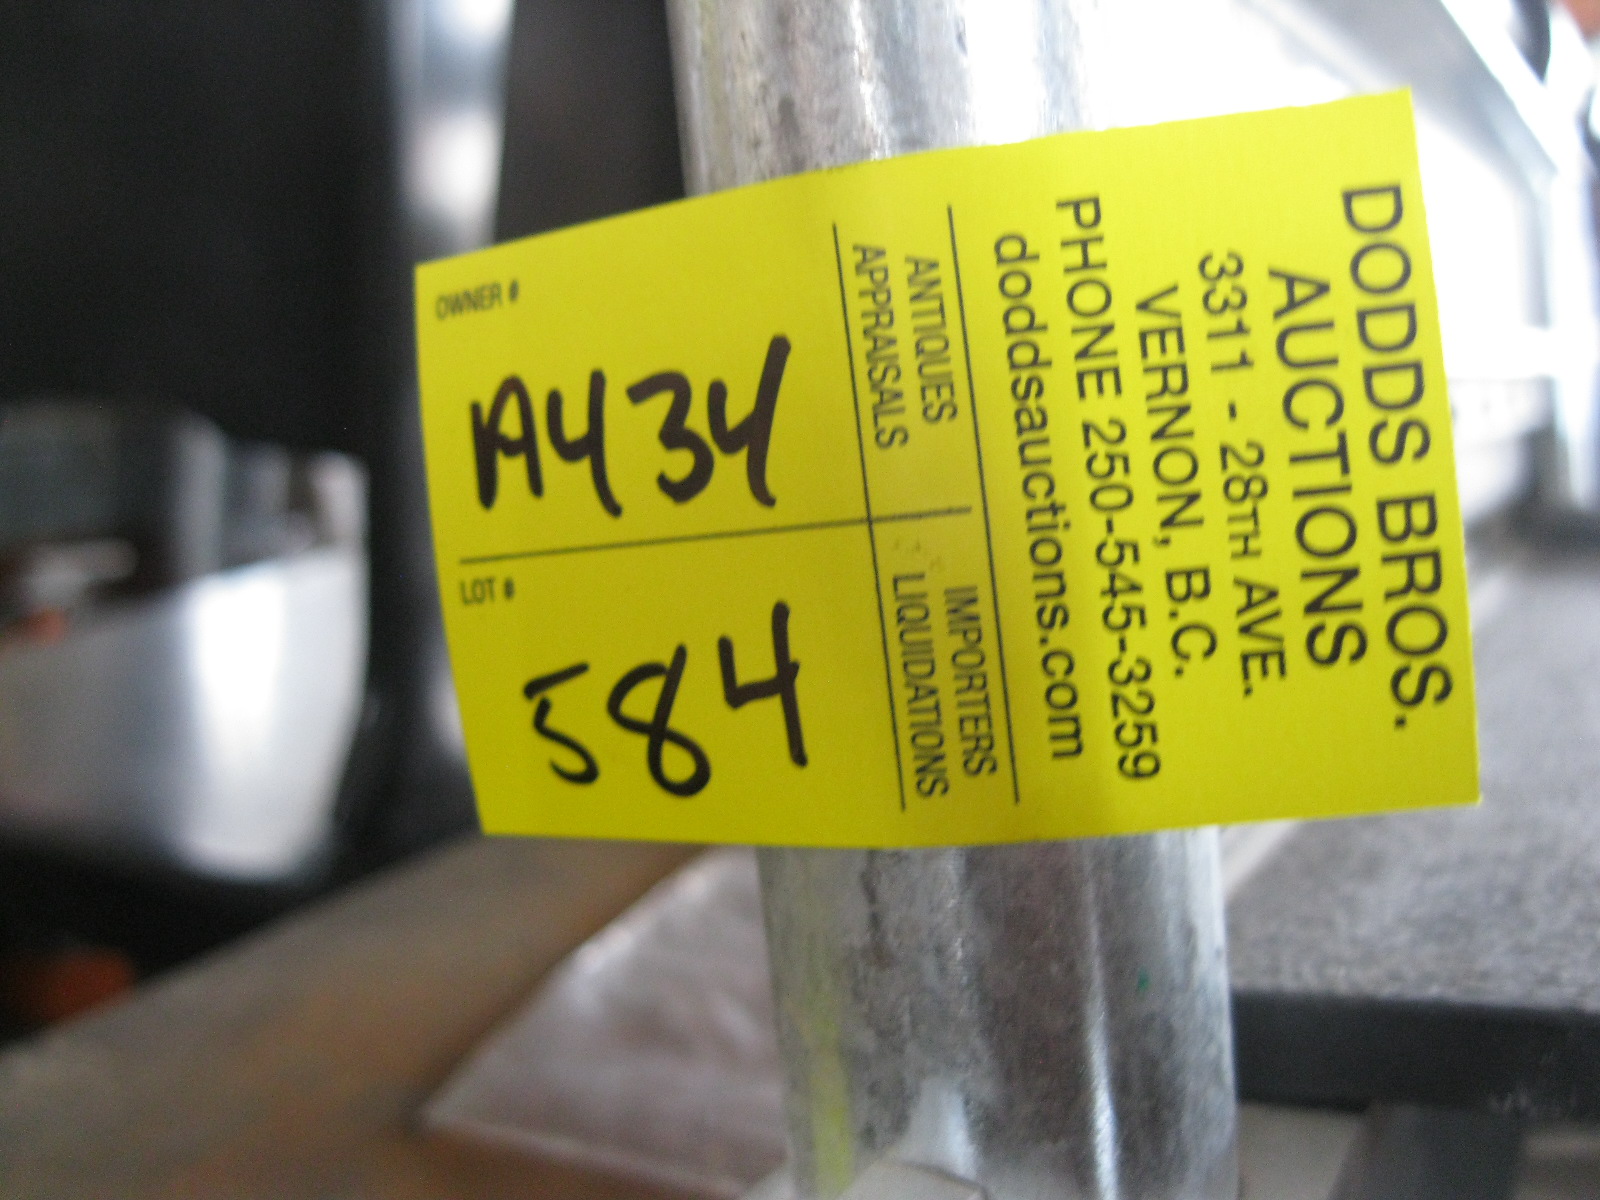 DODDS BROS.
AUCTIONS
3311 - 28TH AVE.
VERNON, B.C.
PHONE 250-545-3259
doddsauctions.com
ANTIQUES IMPORTERS
APPRAISALS LIQUIDATIONS
OWNER #
A434
LOT #
584